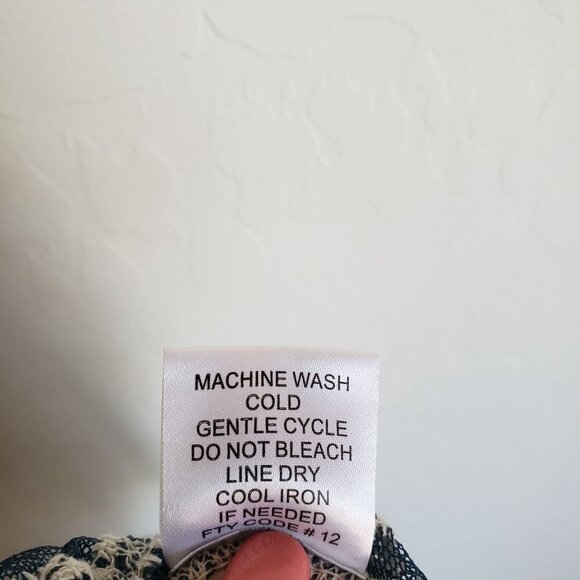 MACHINE WASH
COLD
GENTLE CYCLE
DO NOT BLEACH
LINE DRY
COOL IRON
IF NEEDED
FTY CODE # 12